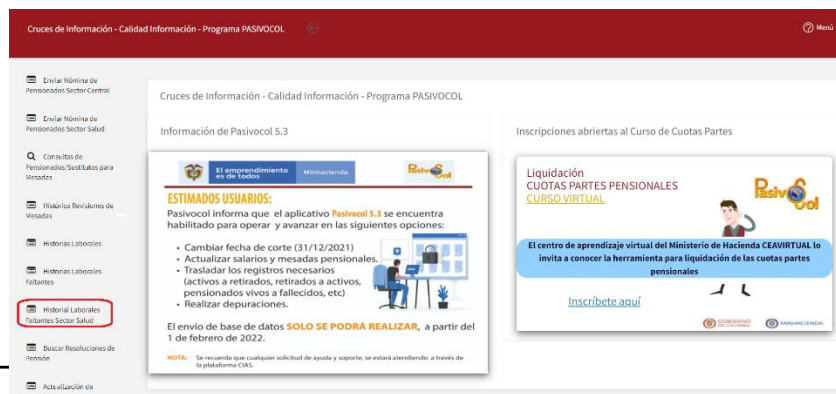 Cruces de Información - Calidad Información - Programa PASIVOCOL
Menú
Enviar Nómina de
Pensionados Sector Central
Enviar Nómina de
Pensionados Sector Salud
Consultas de
Pensionados/Sustitutos para
Mesadas
Histórico Revisiones de
Mesadas
Historias Laborales
Historias Laborales
Faltantes
Historial Laborales
Faltantes Sector Salud
Buscar Resoluciones de
Pensión
Actualización de
Cruces de Información - Calidad Información - Programa PASIVOCOL
Información de Pasivocol 5.3
El emprendimiento
es de todos
Minhacienda
PasivoCol
ESTIMADOS USUARIOS:
Pasivocol informa que el aplicativo Pasivocol 5.3 se encuentra
habilitado para operar y avanzar en las siguientes opciones:
• Cambiar fecha de corte (31/12/2021)
• Actualizar salarios y mesadas pensionales.
• Trasladar los registros necesarios
(activos a retirados, retirados a activos,
pensionados vivos a fallecidos, etc)
• Realizar depuraciones.
El envío de base de datos SOLO SE PODRÁ REALIZAR, a partir del
1 de febrero de 2022.
NOTA: Se recuerda que cualquier solicitud de ayuda y soporte, se estará atendiendo a través de
la plataforma CIAS.
Inscripciones abiertas al Curso de Cuotas Partes
Liquidación
CUOTAS PARTES PENSIONALES
CURSO VIRTUAL
PasivoCol
El centro de aprendizaje virtual del Ministerio de Hacienda CEAVIRTUAL lo
invita a conocer la herramienta para liquidación de las cuotas partes
pensionales
Inscríbete aquí
GOBIERNO
DE COLOMBIA
MINHACIENDA